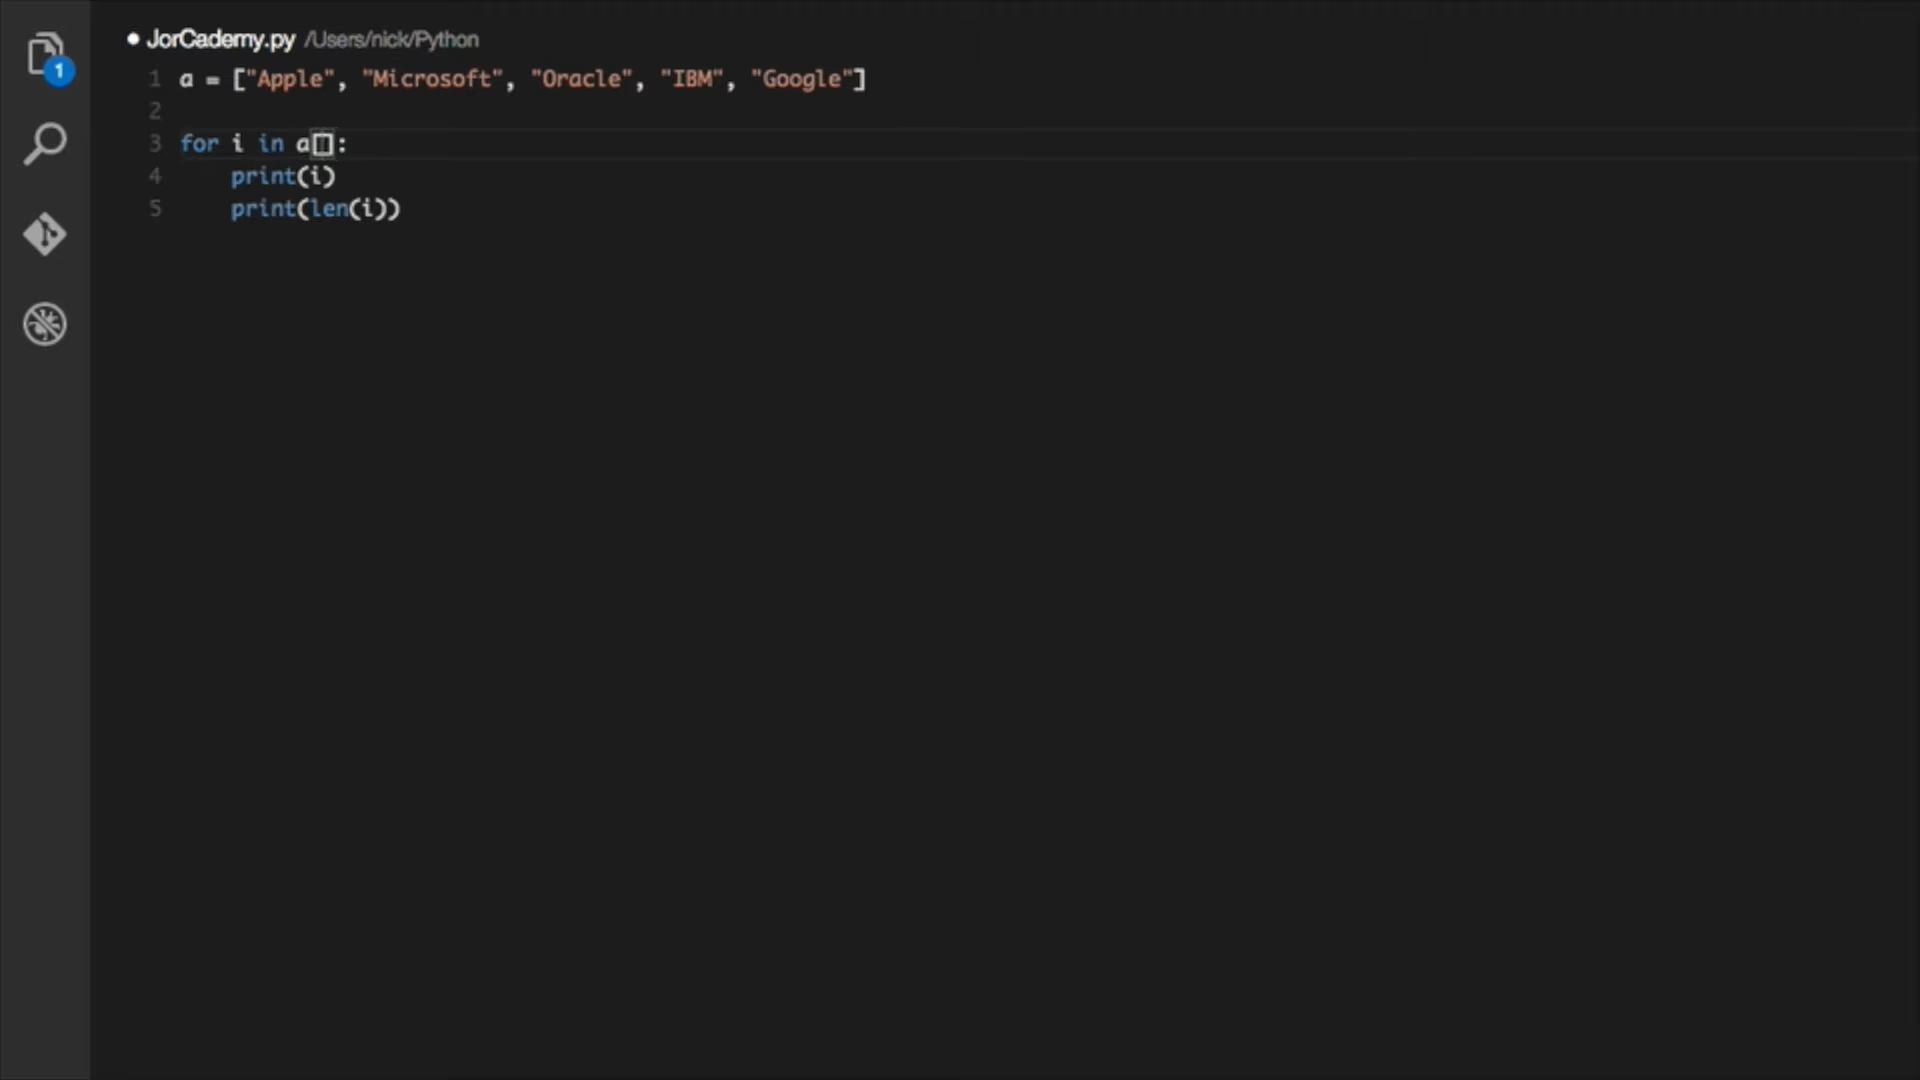 JorCademy.py /Users/nick/Python
1
1 a = ["Apple", "Microsoft", "Oracle", "IBM", "Google"]
2
3 for i in a[]:
4     print(i)
5     print(len(i))